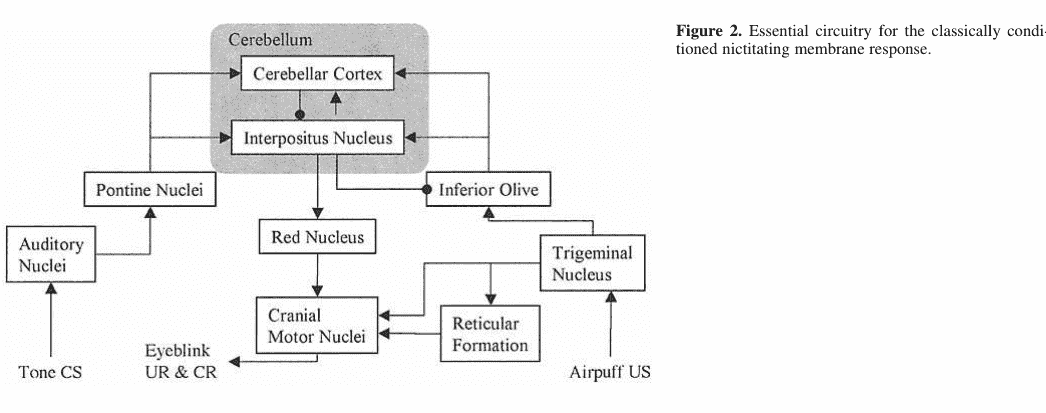 Figure 2. Essential circuitry for the classically condi-
tioned nictitating membrane response.
Cerebellum
Cerebellar Cortex
Interpositus Nucleus
Pontine Nuclei
Inferior Olive
Red Nucleus
Auditory
Nuclei
Trigeminal
Nucleus
Cranial
Motor Nuclei
Reticular
Formation
Eyeblink
UR & CR
Tone CS
Airpuff US